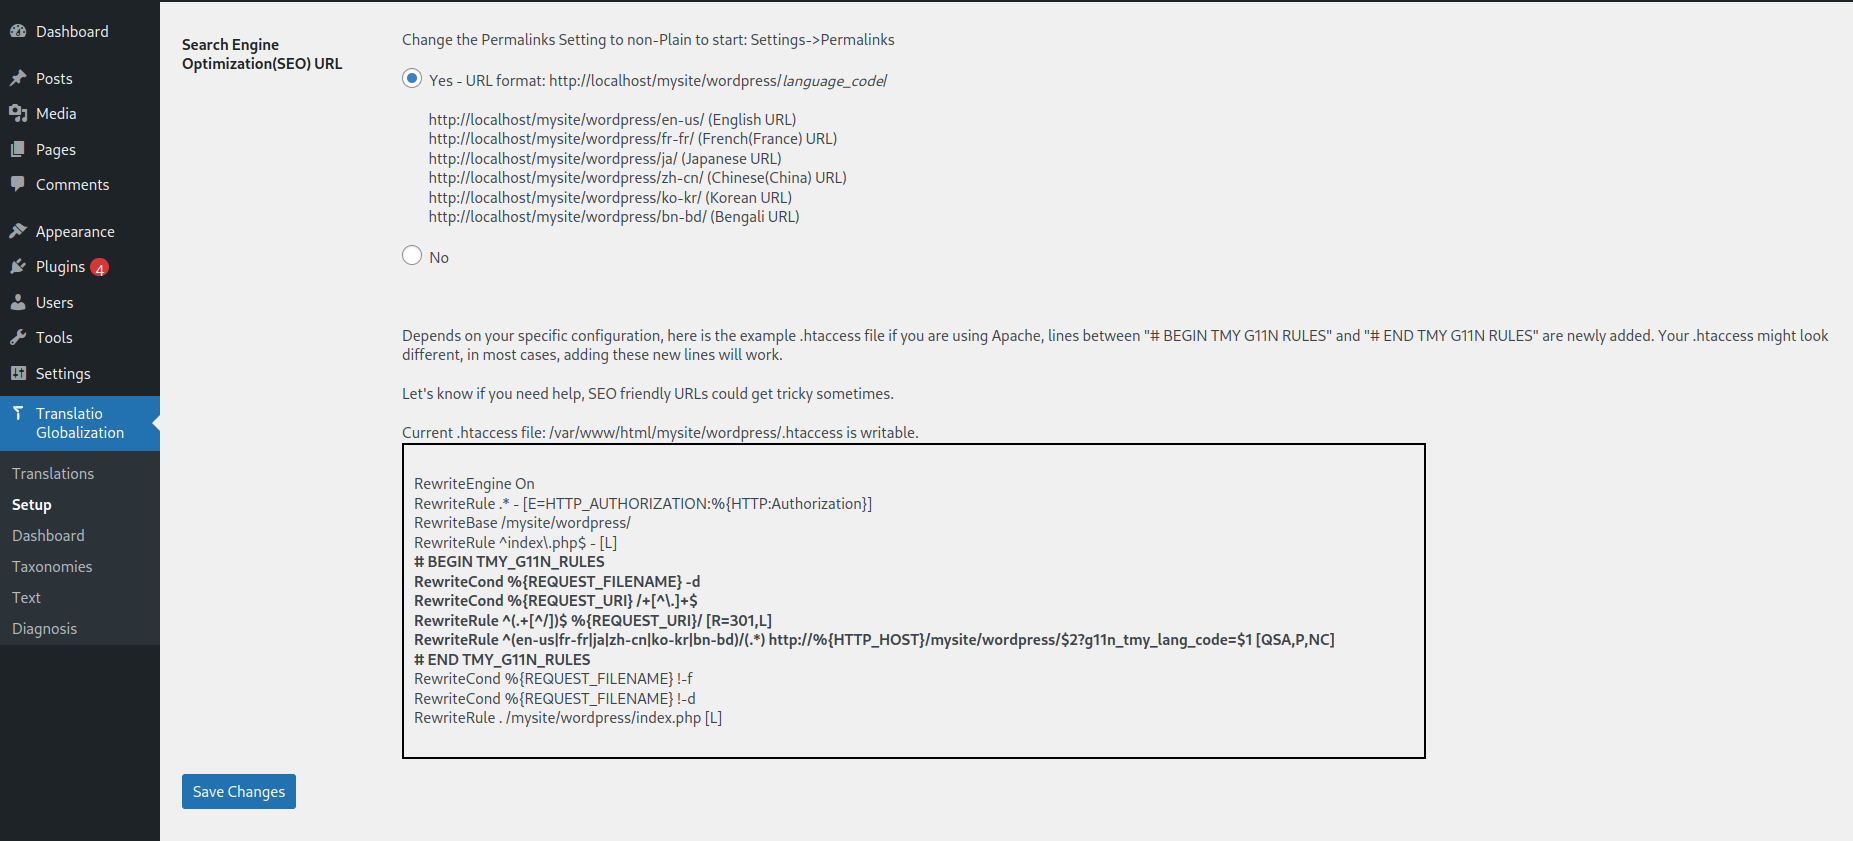 Dashboard
Posts
Media
Pages
Comments
Appearance
Plugins 4
Users
Tools
Settings
Translatio
Globalization
Translations
Setup
Dashboard
Taxonomies
Text
Diagnosis
Search Engine
Optimization(SEO) URL
Change the Permalinks Setting to non-Plain to start: Settings->Permalinks
Yes - URL format: http://localhost/mysite/wordpress/language_code/
http://localhost/mysite/wordpress/en-us/ (English URL)
http://localhost/mysite/wordpress/fr-fr/ (French(France) URL)
http://localhost/mysite/wordpress/ja/ (Japanese URL)
http://localhost/mysite/wordpress/zh-cn/ (Chinese(China) URL)
http://localhost/mysite/wordpress/ko-kr/ (Korean URL)
http://localhost/mysite/wordpress/bn-bd/ (Bengali URL)
No
Depends on your specific configuration, here is the example .htaccess file if you are using Apache, lines between "# BEGIN TMY G11N RULES" and "# END TMY G11N RULES" are newly added. Your .htaccess might look
different, in most cases, adding these new lines will work.
Let's know if you need help, SEO friendly URLs could get tricky sometimes.
Current .htaccess file: /var/www/html/mysite/wordpress/.htaccess is writable.
RewriteEngine On
RewriteRule .* - [E=HTTP_AUTHORIZATION:%{HTTP:Authorization}]
RewriteBase /mysite/wordpress/
RewriteRule ^index\.php$ - [L]
# BEGIN TMY_G11N_RULES
RewriteCond %{REQUEST_FILENAME} -d
RewriteCond %{REQUEST_URI} /+[^\.]+$
RewriteRule ^(.+[^/])$ %{REQUEST_URI}/ [R=301,L]
RewriteRule ^(en-us|fr-fr|ja|zh-cn|ko-kr|bn-bd)/(.*) http://%{HTTP_HOST}/mysite/wordpress/$2?g11n_tmy_lang_code=$1 [QSA,P,NC]
# END TMY_G11N_RULES
RewriteCond %{REQUEST_FILENAME} !-f
RewriteCond %{REQUEST_FILENAME} !-d
RewriteRule . /mysite/wordpress/index.php [L]
Save Changes